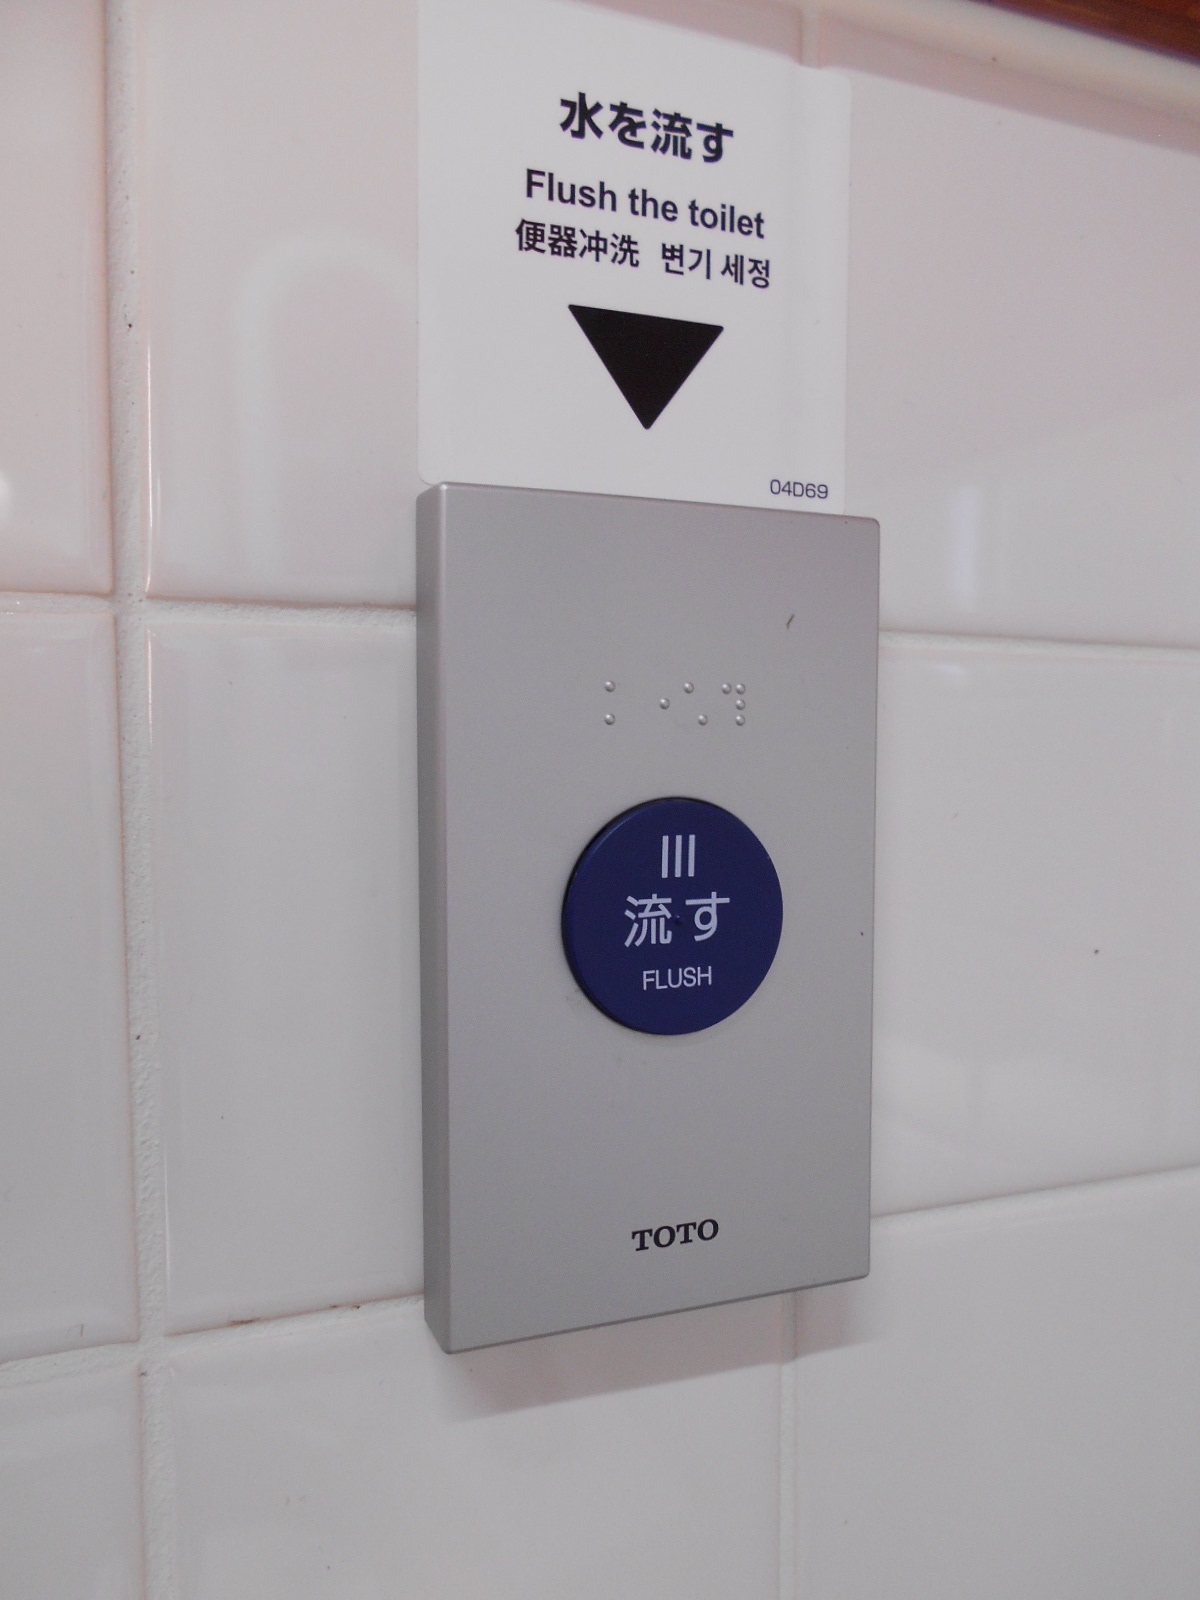 水を流す
Flush the toilet
便器冲洗 변기 세정
04D69
流す
FLUSH
TOTO